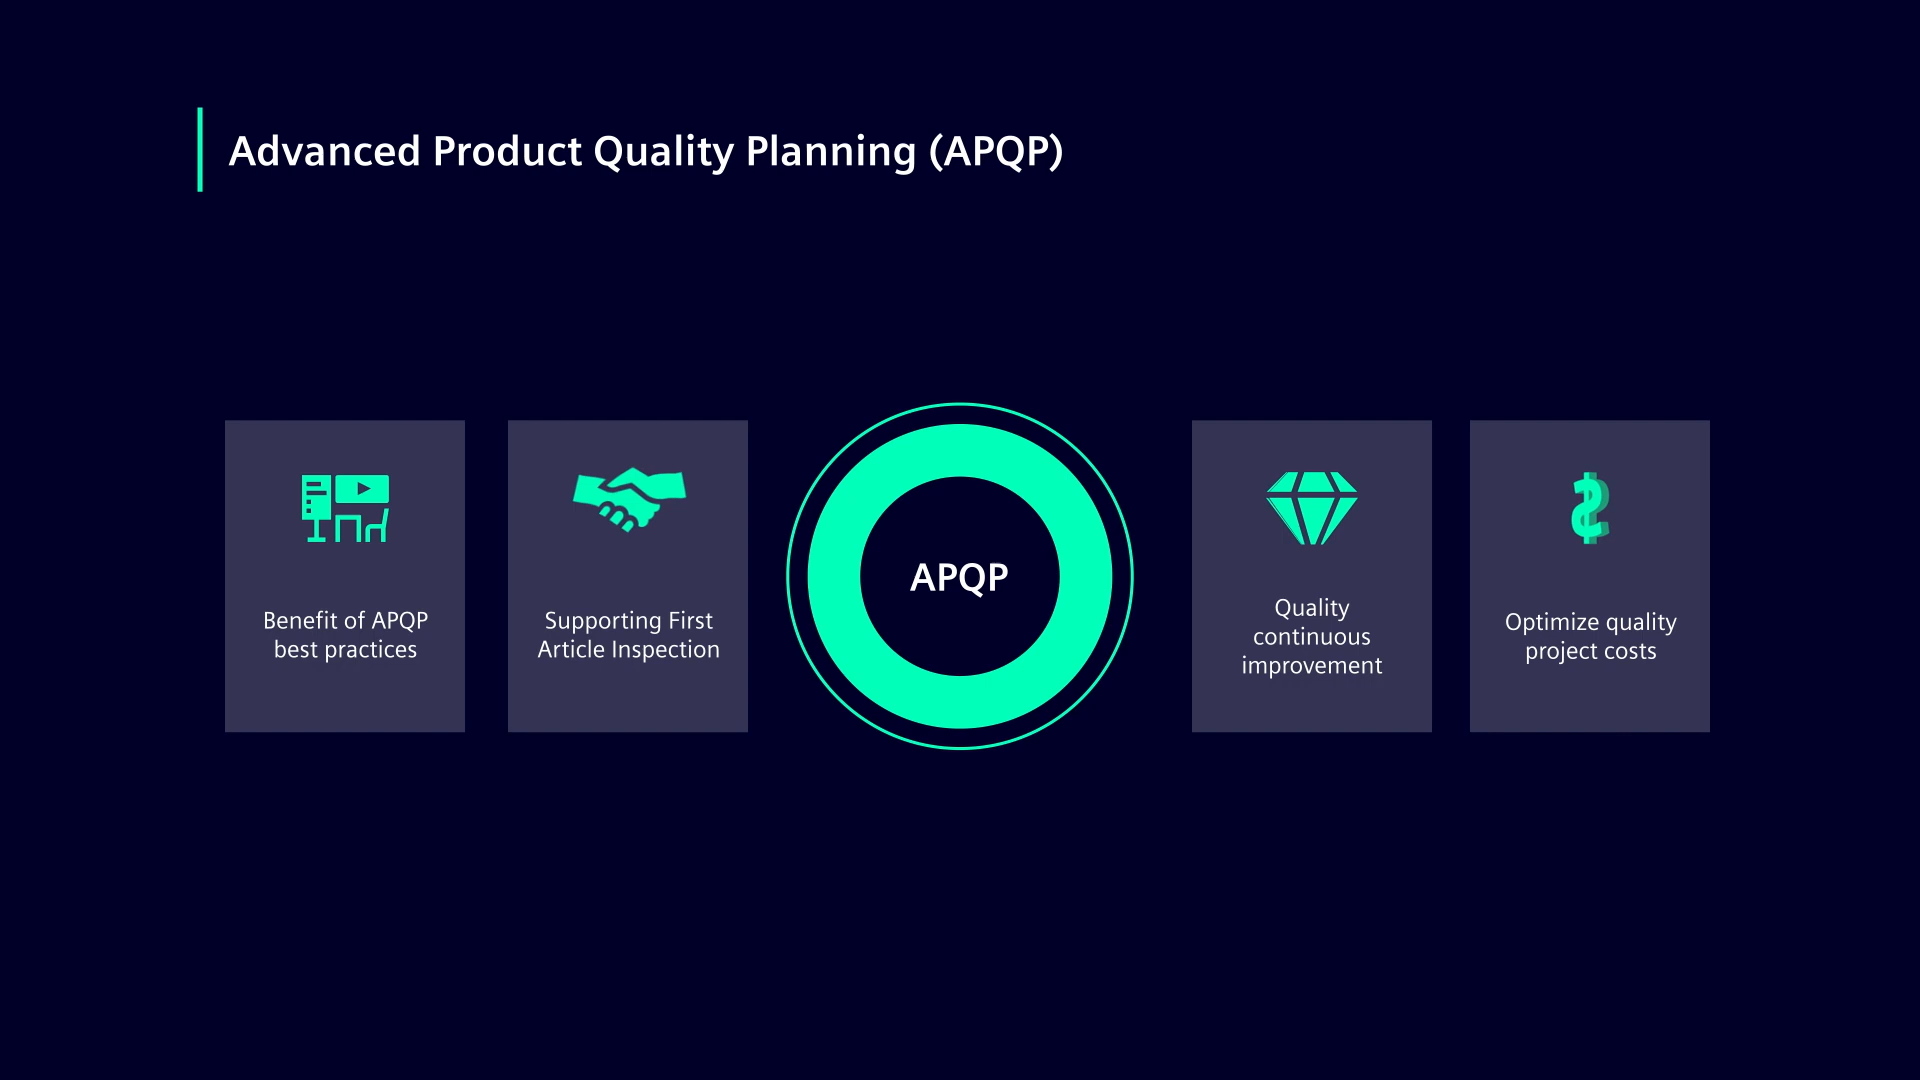 Advanced Product Quality Planning (APQP)
Benefit of APQP
best practices
Supporting First
Article Inspection
APQP
Quality
continuous
improvement
Optimize quality
project costs